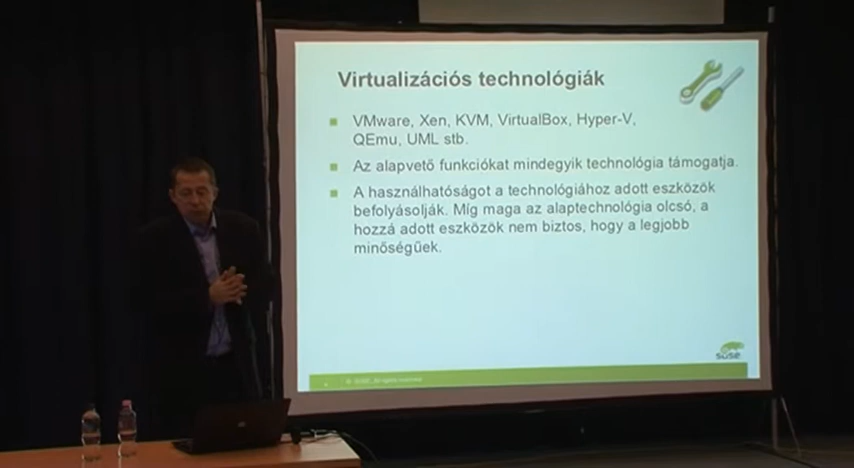 Virtualizációs technológiák
VMware, Xen, KVM, VirtualBox, Hyper-V,
QEmu, UML stb.
Az alapvető funkciókat mindegyik technológia támogatja.
A használhatóságot a technológiához adott eszközök
befolyásolják. Míg maga az alaptechnológia olcsó, a
hozzá adott eszközök nem biztos, hogy a legjobb
minőségűek.
SUSE